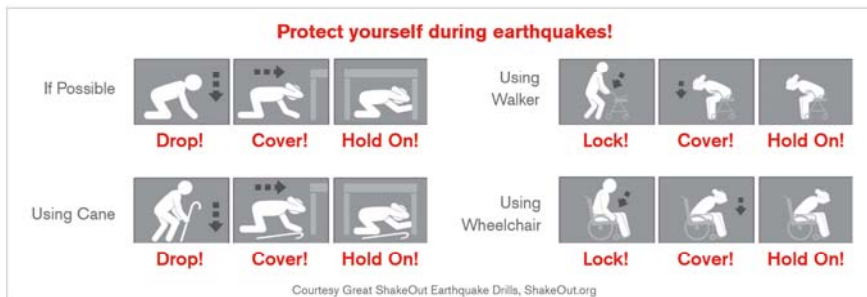 Protect yourself during earthquakes!
If Possible
Drop! Cover! Hold On!
Using
Walker
Lock! Cover! Hold On!
Using Cane
Drop! Cover! Hold On!
Using
Wheelchair
Lock! Cover! Hold On!
Courtesy Great ShakeOut Earthquake Drills, ShakeOut.org